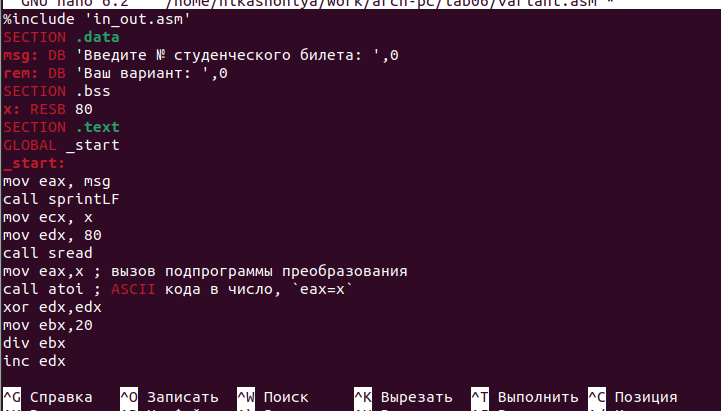 GNU nano 6.2 /home/nikashoniya/work/arch-pc/lab06/variant.asm *
%include 'in_out.asm'
SECTION .data
msg: DB 'Введите № студенческого билета: ',0
rem: DB 'Ваш вариант: ',0
SECTION .bss
x: RESB 80
SECTION .text
GLOBAL _start
_start:
mov eax, msg
call sprintLF
mov ecx, x
mov edx, 80
call sread
mov eax,x ; вызов подпрограммы преобразования
call atoi ; ASCII кода в число, `eax=x`
xor edx,edx
mov ebx,20
div ebx
inc edx
^G Справка ^O Записать ^W Поиск ^K Вырезать ^T Выполнить ^C Позиция